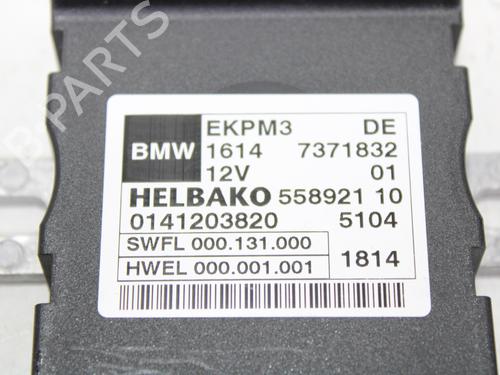 EKPM3 DE
BMW 1614 7371832
12V 01
HELBAKO 558921 10
0141203820 5104
SWFL 000.131.000
HWEL 000.001.001 1814
B-PARTS